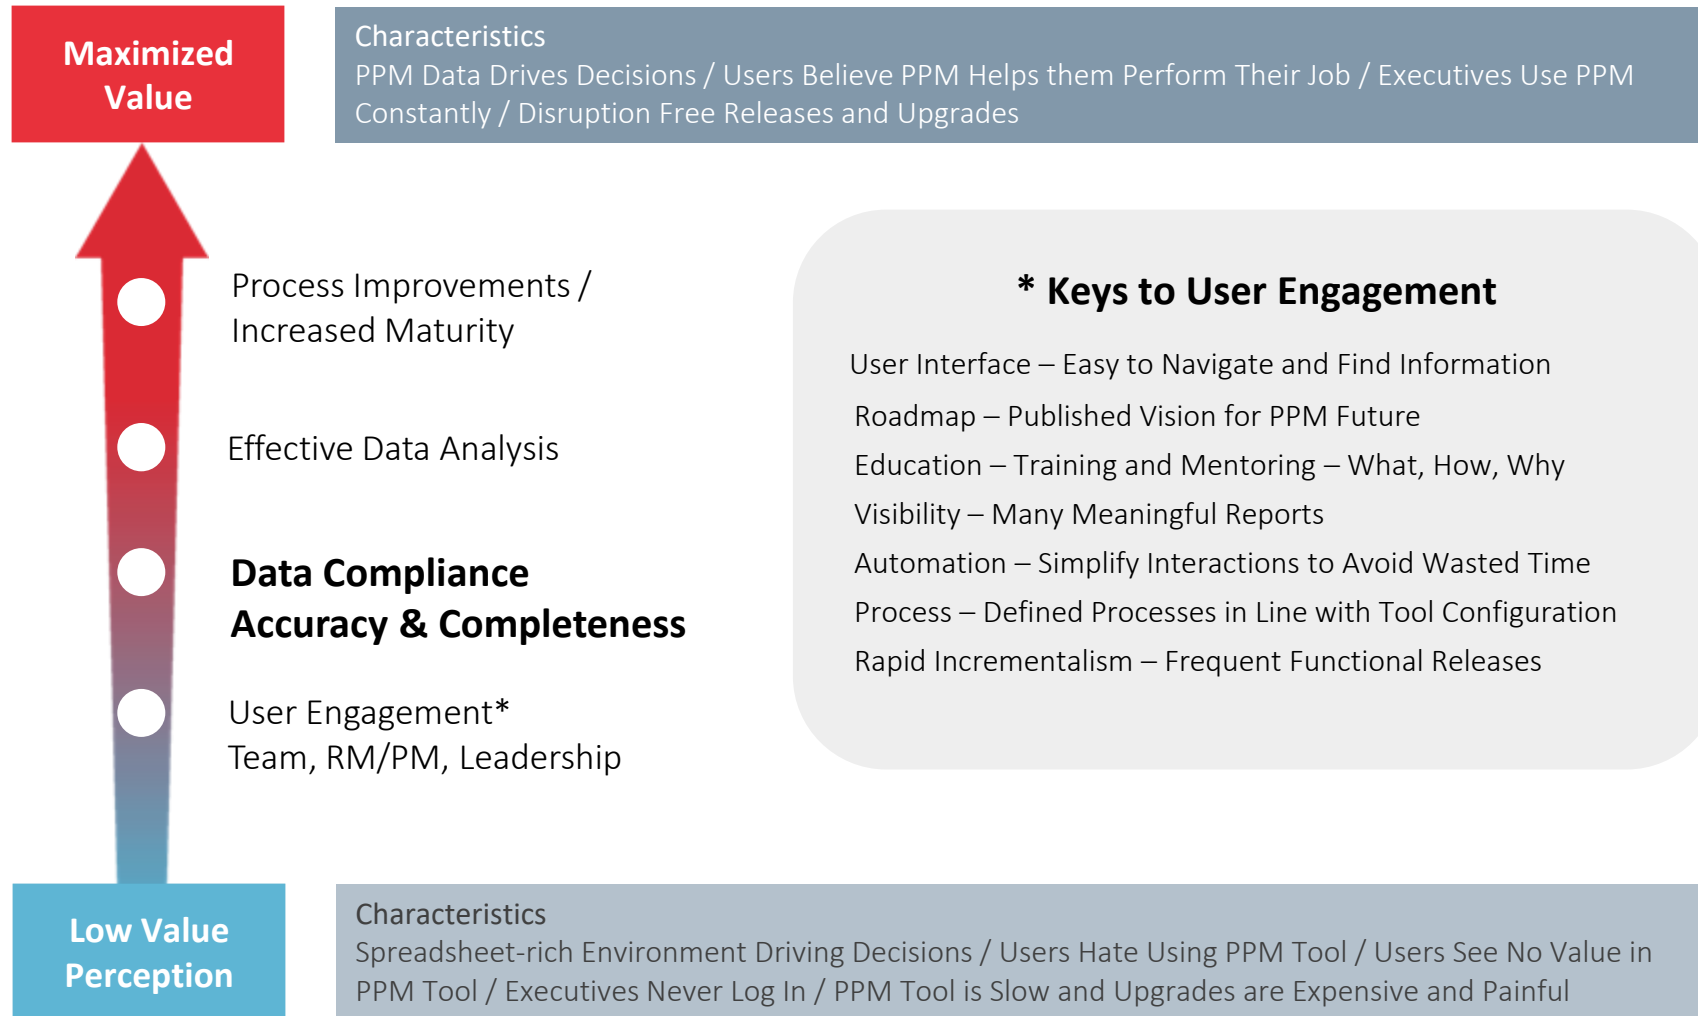 Maximized
Value
Characteristics
PPM Data Drives Decisions / Users Believe PPM Helps them Perform Their Job / Executives Use PPM
Constantly / Disruption Free Releases and Upgrades
Process Improvements /
Increased Maturity
Effective Data Analysis
Data Compliance
Accuracy & Completeness
User Engagement*
Team, RM/PM, Leadership
* Keys to User Engagement
User Interface – Easy to Navigate and Find Information
Roadmap – Published Vision for PPM Future
Education – Training and Mentoring – What, How, Why
Visibility – Many Meaningful Reports
Automation – Simplify Interactions to Avoid Wasted Time
Process – Defined Processes in Line with Tool Configuration
Rapid Incrementalism – Frequent Functional Releases
Low Value
Perception
Characteristics
Spreadsheet-rich Environment Driving Decisions / Users Hate Using PPM Tool / Users See No Value in
PPM Tool / Executives Never Log In / PPM Tool is Slow and Upgrades are Expensive and Painful